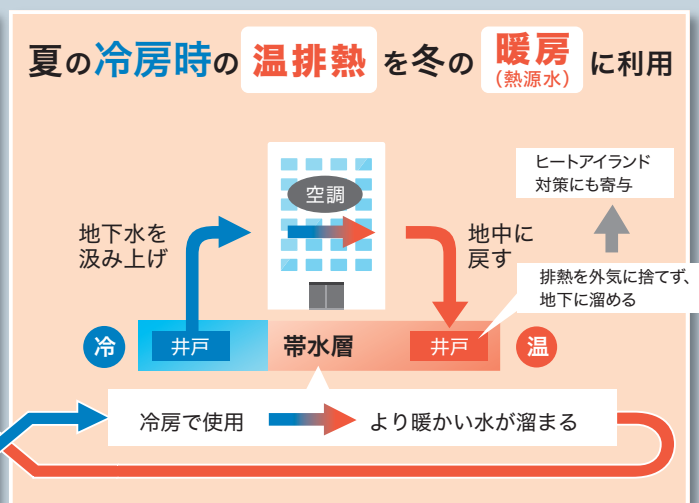 夏の冷房時の 温排熱 を冬の 暖房 に利用
（熱源水）
ヒートアイランド
対策にも寄与
空調
地下水を
汲み上げ
地中に
戻す
排熱を外気に捨てず、
地下に溜める
冷 井戸 帯水層 井戸 温
冷房で使用 より暖かい水が溜まる